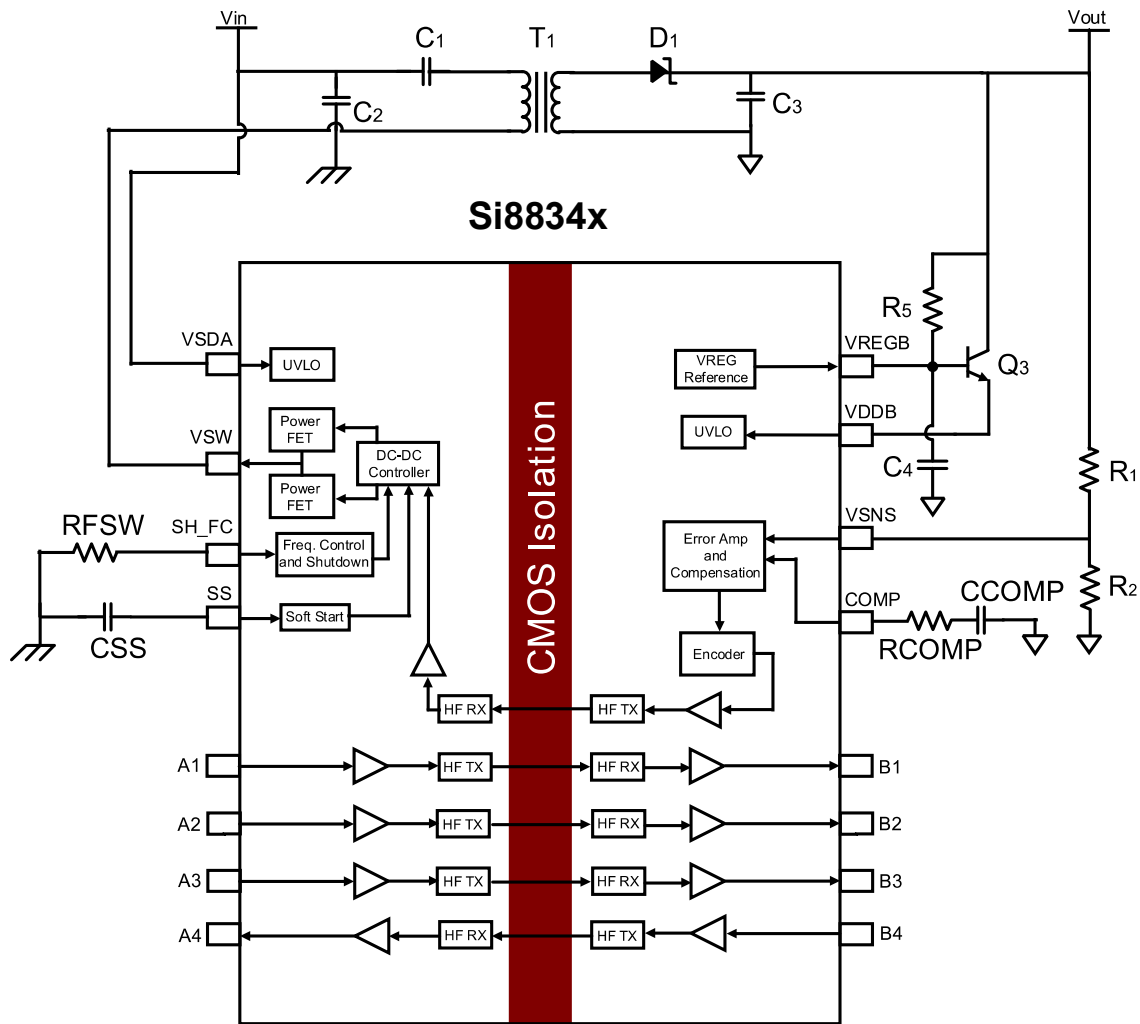 Vin
Vout
C1
T1
D1
C2
C3
Si8834x
R5
VSDA
UVLO
VREG
Reference
VREGB
Q3
Power
FET
VSW
DC-DC
Controller
Power
FET
UVLO
VDDB
C4
R1
CMOS Isolation
RFSW
SH_FC
Freq. Control
and Shutdown
Error Amp
and
Compensation
VSNS
SS
Soft Start
CSS
COMP
CCOMP
R2
RCOMP
Encoder
HF RX
HF TX
A1
HF TX
HF RX
B1
A2
HF TX
HF RX
B2
A3
HF TX
HF RX
B3
A4
HF RX
HF TX
B4